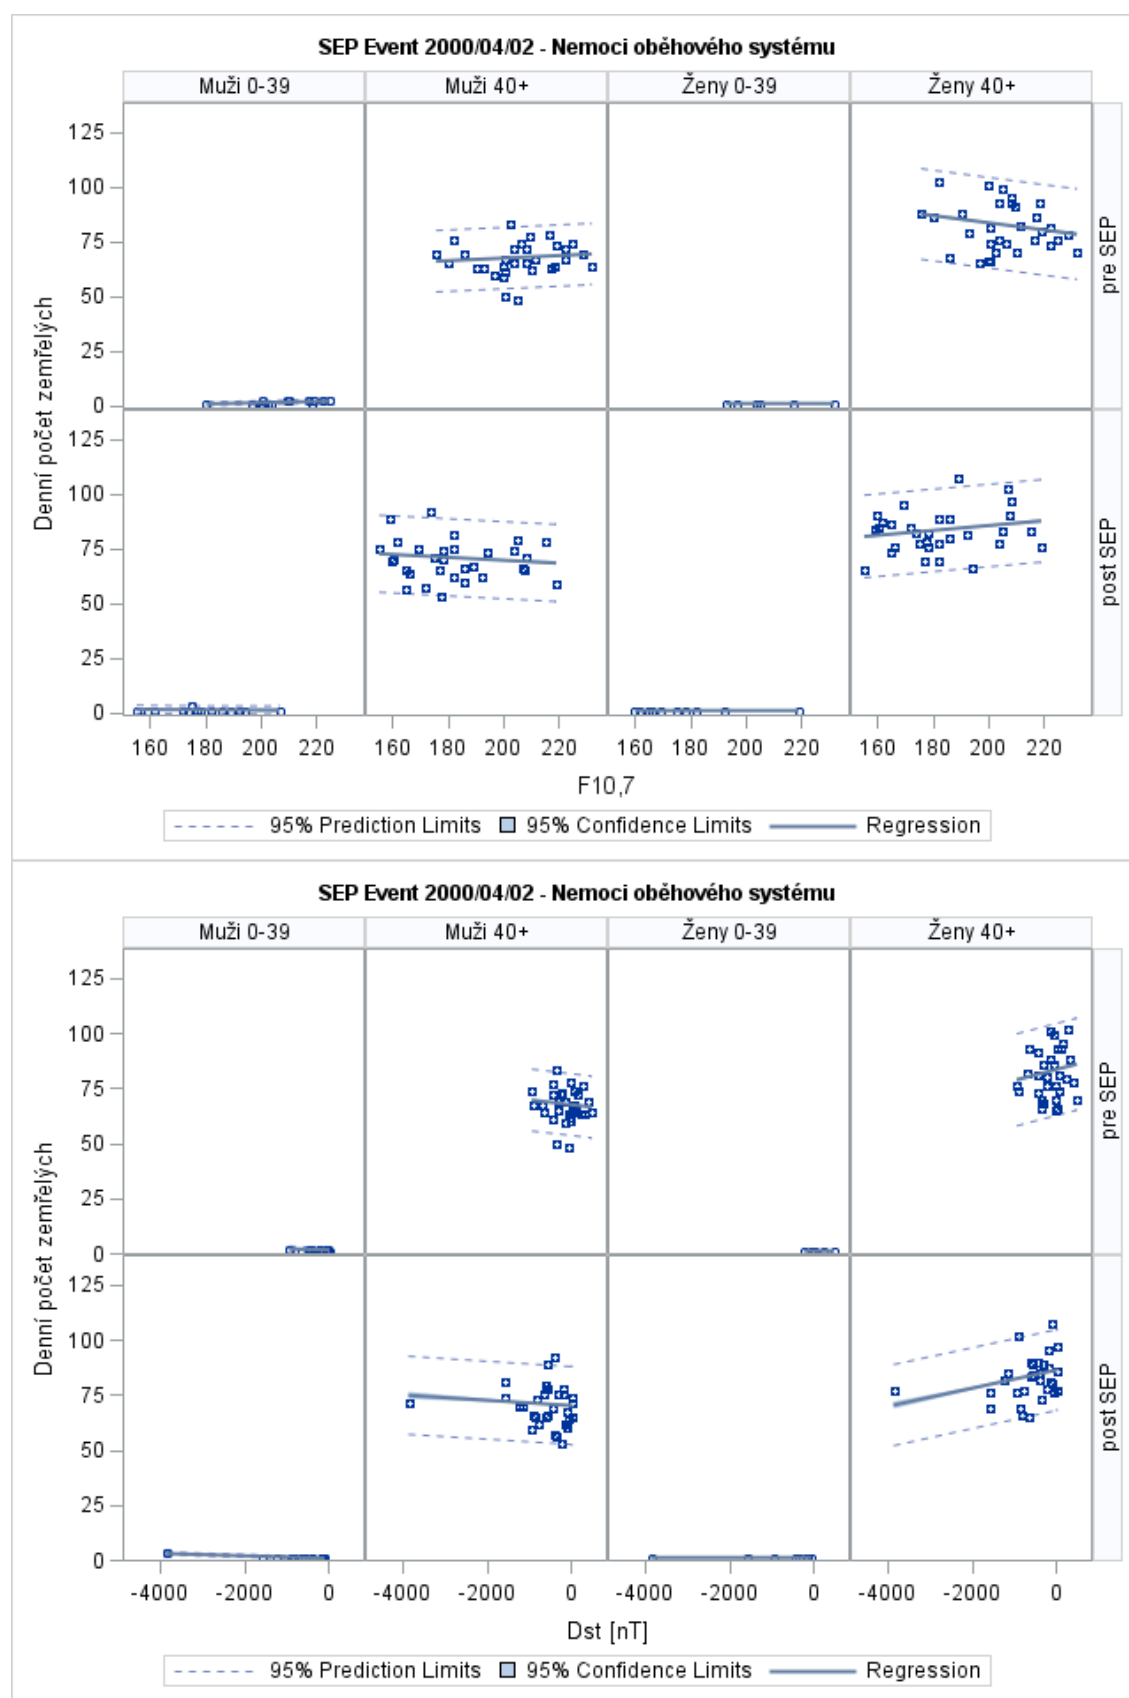 SEP Event 2000/04/02 - Nemoci oběhového systému
Muži 0-39 Muži 40+ Ženy 0-39 Ženy 40+
Denní počet zemřelých
125
100
75
50
25
0
pre SEP
125
100
75
50
25
0
post SEP
160 180 200 220 160 180 200 220 160 180 200 220 160 180 200 220
F10,7
95% Prediction Limits 95% Confidence Limits Regression
SEP Event 2000/04/02 - Nemoci oběhového systému
Muži 0-39 Muži 40+ Ženy 0-39 Ženy 40+
Denní počet zemřelých
125
100
75
50
25
0
pre SEP
125
100
75
50
25
0
post SEP
-4000 -2000 0 -4000 -2000 0 -4000 -2000 0 -4000 -2000 0
Dst [nT]
95% Prediction Limits 95% Confidence Limits Regression